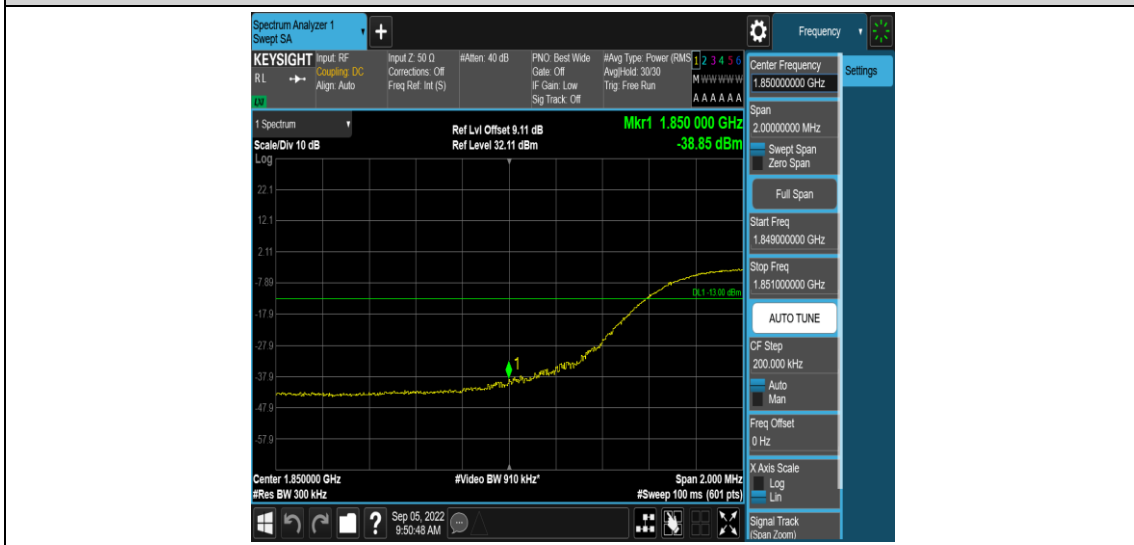 Spectrum Analyzer 1
Swept SA
+
Frequency
KEYSIGHT
RL
LXI
Input: RF
Coupling: DC
Align: Auto
Input Z: 50 Ω
Corrections: Off
Freq Ref: Int (S)
#Atten: 40 dB
PNO: Best Wide
Gate: Off
IF Gain: Low
Sig Track: Off
#Avg Type: Power (RMS
Avg|Hold: 30/30
Trig: Free Run
1 2 3 4 5 6
M W W W W W
A A A A A A
1 Spectrum
Scale/Div 10 dB
Log
Ref Lvl Offset 9.11 dB
Ref Level 32.11 dBm
Mkr1 1.850 000 GHz
-38.85 dBm
22.1
12.1
2.11
-7.89
-17.9
-27.9
-37.9
-47.9
-57.9
DL1 -13.00 dBm
1
Center 1.850000 GHz
#Res BW 300 kHz
#Video BW 910 kHz*
Span 2.000 MHz
#Sweep 100 ms (601 pts)
?
Sep 05, 2022
9:50:48 AM
Center Frequency
1.850000000 GHz
Span
2.00000000 MHz
Swept Span
Zero Span
Full Span
Start Freq
1.849000000 GHz
Stop Freq
1.851000000 GHz
AUTO TUNE
CF Step
200.000 kHz
Auto
Man
Freq Offset
0 Hz
X Axis Scale
Log
Lin
Signal Track
(Span Zoom)
Settings